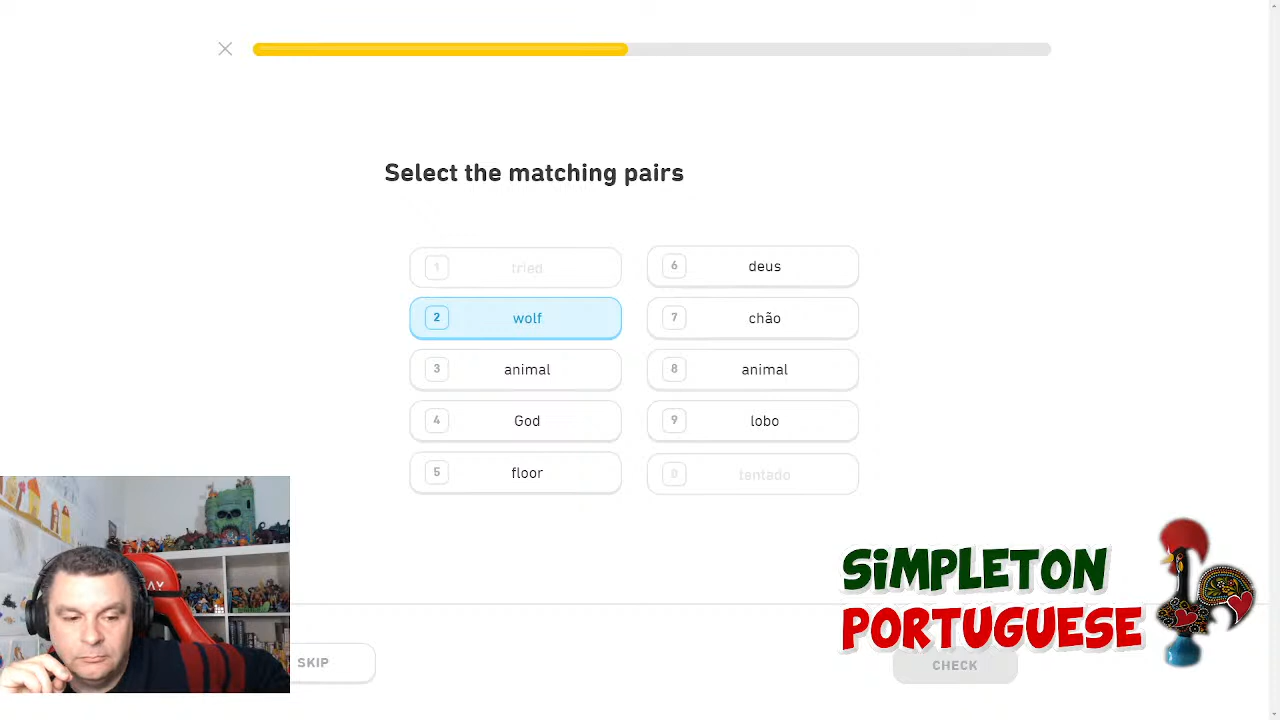 Select the matching pairs
1 tried
6 deus
2 wolf
7 chão
3 animal
8 animal
4 God
9 lobo
5 floor
0 tentado
SiMPLETON
PORTUGUESE
SKIP
CHECK